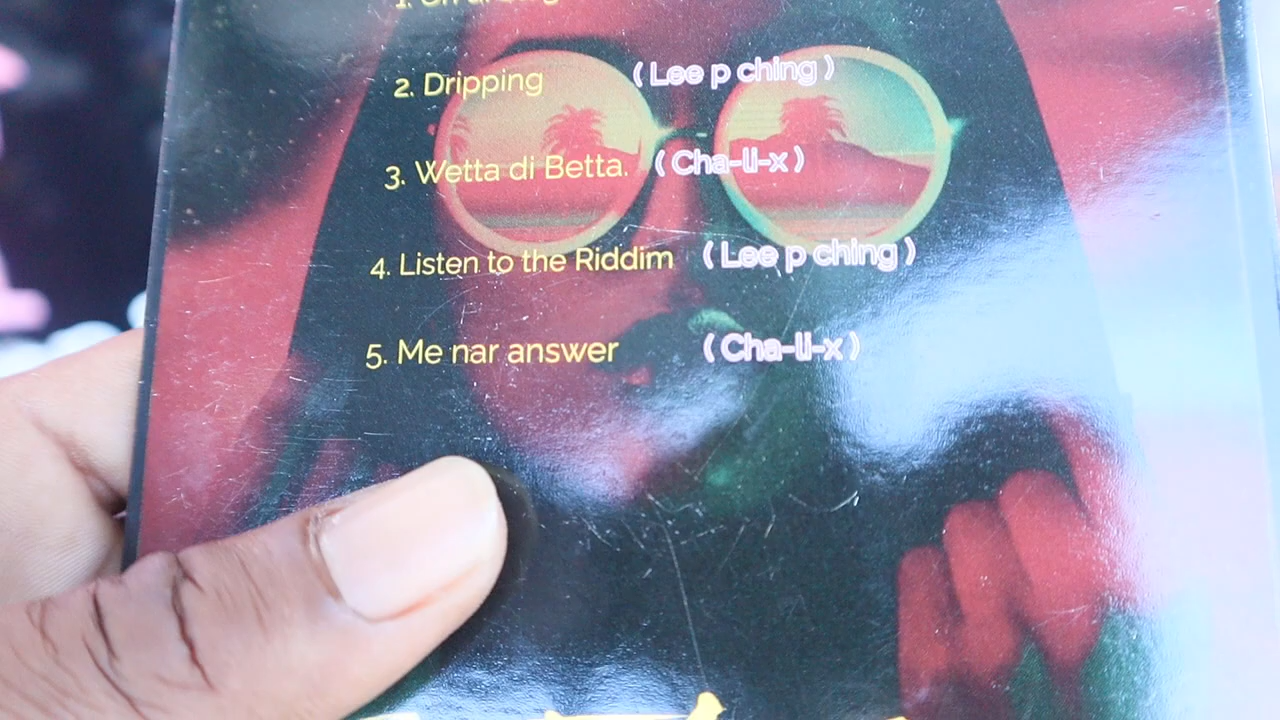 2. Dripping ( Lee p ching )
3. Wetta di Betta. ( Cha-li-x )
4. Listen to the Riddim ( Lee p ching )
5. Me nar answer ( Cha-li-x )